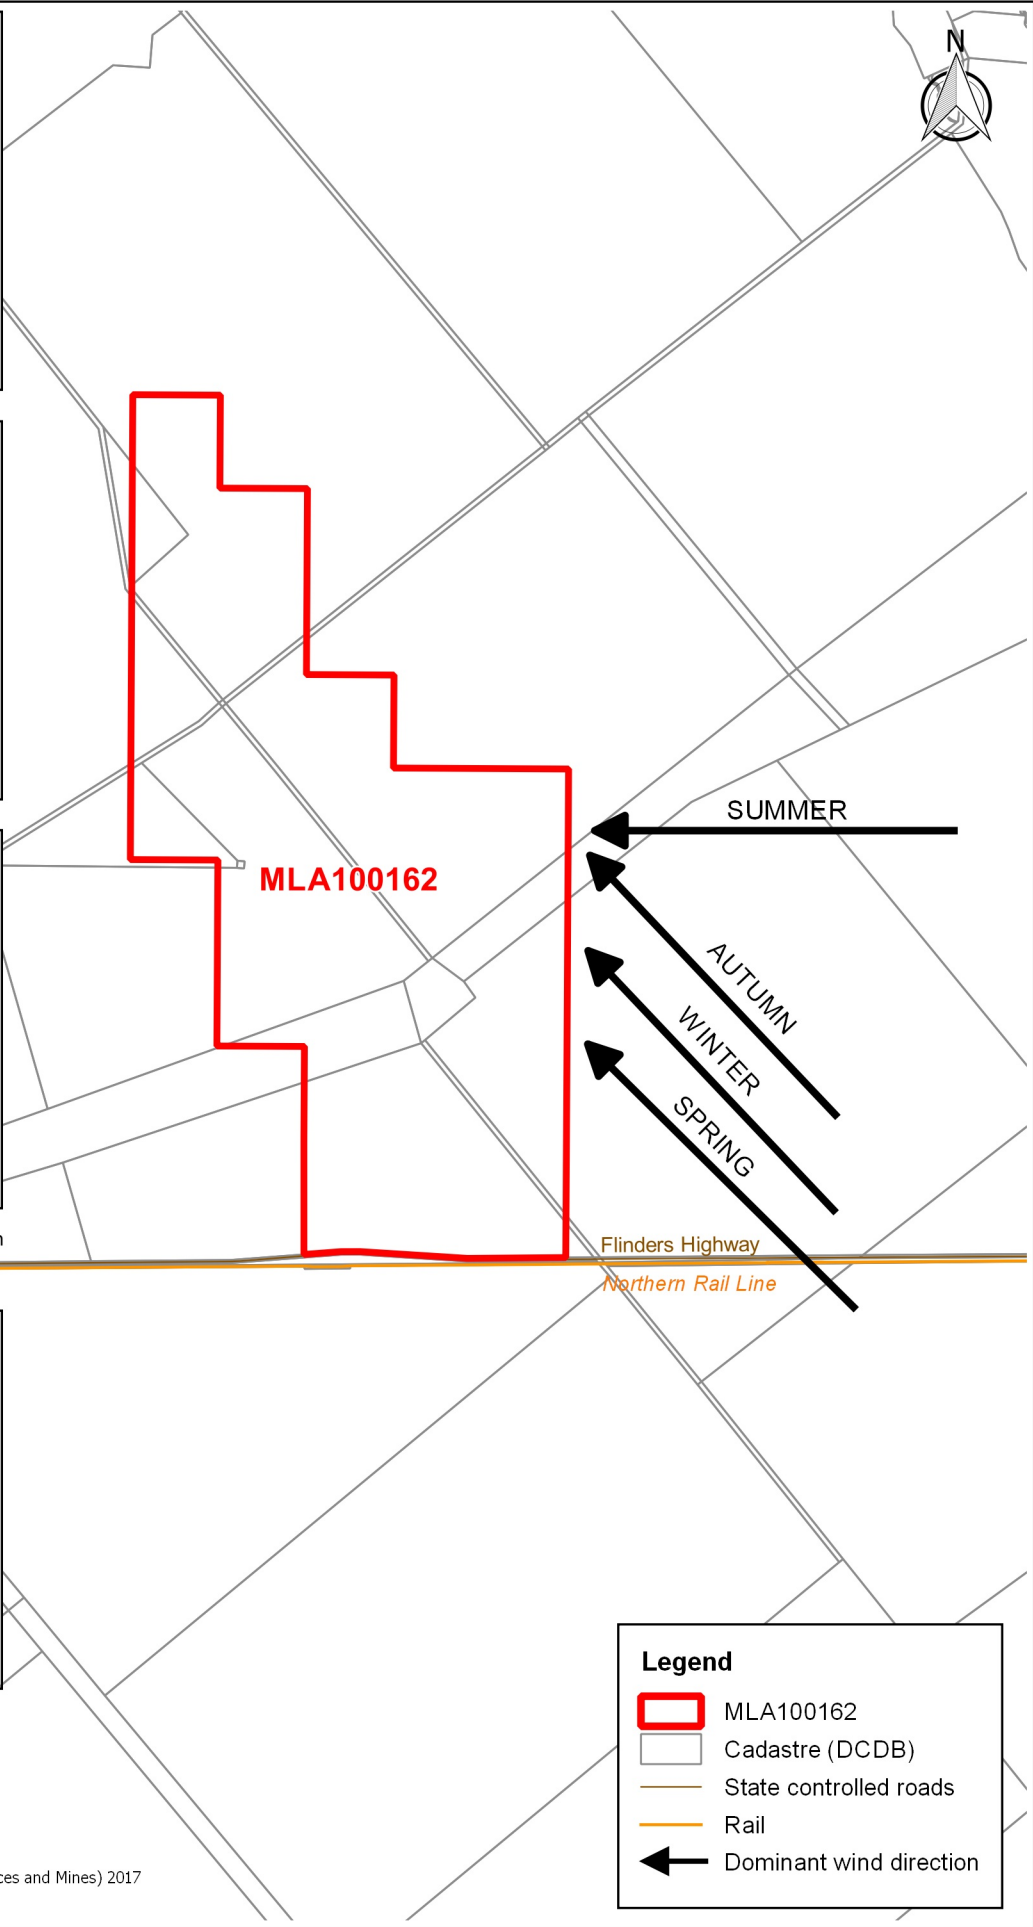 N
SUMMER
MLA100162
AUTUMN
WINTER
SPRING
Flinders Highway
Northern Rail Line
Legend
MLA100162
Cadastre (DCDB)
State controlled roads
Rail
Dominant wind direction
and Mines) 2017